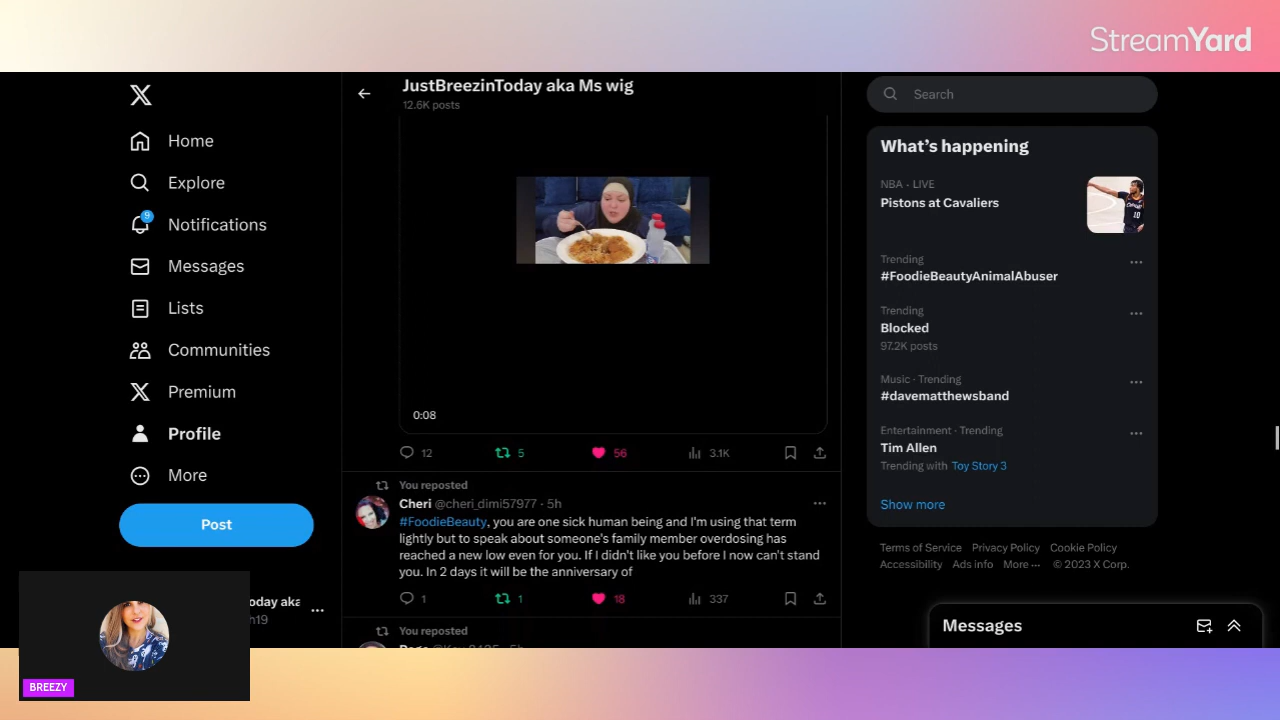 StreamYard
JustBreezinToday aka Ms wig
12.6K posts
Home
Explore
9
Notifications
Messages
Lists
Communities
Premium
Profile
More
Post
oday aka
n19
BREEZY
0:08
12
5
56
3.1K
You reposted
Cheri @cheri_dimi57977 · 5h
#FoodieBeauty, you are one sick human being and I'm using that term
lightly but to speak about someone's family member overdosing has
reached a new low even for you. If I didn't like you before I now can't stand
you. In 2 days it will be the anniversary of
1
1
18
337
You reposted
Search
What's happening
NBA · LIVE
Pistons at Cavaliers
Trending
#FoodieBeautyAnimalAbuser
Trending
Blocked
97.2K posts
Music · Trending
#davematthewsband
Entertainment · Trending
Tim Allen
Trending with Toy Story 3
Show more
Terms of Service Privacy Policy Cookie Policy
Accessibility Ads info More ··· © 2023 X Corp.
Messages